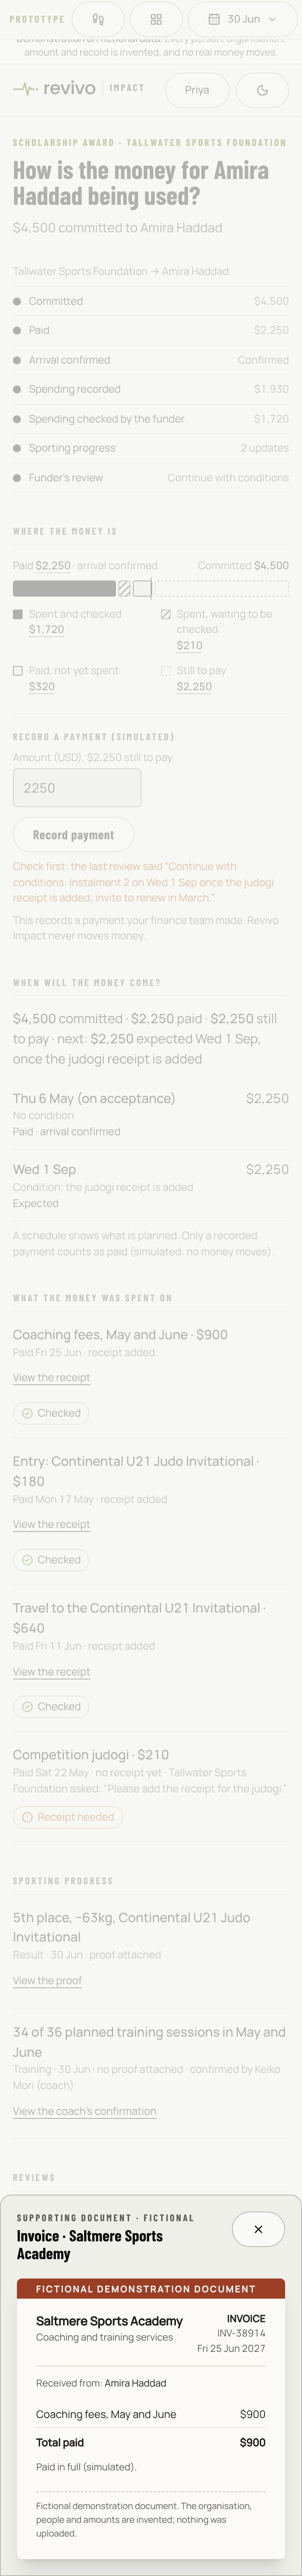 PROTOTYPE
30 Jun
Demonstration on fictional data. Every person, amount and record is invented, and no real money moves.
revivo
IMPACT
Priya
SCHOLARSHIP AWARD · TALLWATER SPORTS FOUNDATION
How is the money for Amira
Haddad being used?
$4,500 committed to Amira Haddad
Tallwater Sports Foundation → Amira Haddad
Committed $4,500
Paid $2,250
Arrival confirmed Confirmed
Spending recorded $1,930
Spending checked by the funder $1,720
Sporting progress 2 updates
Funder's review Continue with conditions
WHERE THE MONEY IS
Paid $2,250 · arrival confirmed Committed $4,500
Spent and checked
$1,720
Spent, waiting to be
checked
$210
Paid, not yet spent
$320
Still to pay
$2,250
RECORD A PAYMENT (SIMULATED)
Amount (USD), $2,250 still to pay
2250
Record payment
Check first: the last review said “Continue with
conditions: Instalment 2 on Wed 1 Sep once the judogi
receipt is added; invite to renew in March.”.
This records a payment your finance team made. Revivo
Impact never moves money.
WHEN WILL THE MONEY COME?
$4,500 committed · $2,250 paid · $2,250 still
to pay · next: $2,250 expected Wed 1 Sep,
once the judogi receipt is added
Thu 6 May (on acceptance) $2,250
No condition
Paid · arrival confirmed
Wed 1 Sep $2,250
Condition: the judogi receipt is added
Expected
A schedule shows what is planned. Only a recorded
payment counts as paid (simulated: no money moves).
WHAT THE MONEY WAS SPENT ON
Coaching fees, May and June · $900
Paid Fri 25 Jun · receipt added
View the receipt
Checked
Entry: Continental U21 Judo Invitational ·
$180
Paid Mon 17 May · receipt added
View the receipt
Checked
Travel to the Continental U21 Invitational ·
$640
Paid Fri 11 Jun · receipt added
View the receipt
Checked
Competition judogi · $210
Paid Sat 22 May · no receipt yet · Tallwater Sports
Foundation asked: “Please add the receipt for the judogi.”
Receipt needed
SPORTING PROGRESS
5th place, −63kg, Continental U21 Judo
Invitational
Result · 30 Jun · proof attached
View the proof
34 of 36 planned training sessions in May and
June
Training · 30 Jun · no proof attached · confirmed by Keiko
Mori (coach)
View the coach's confirmation
REVIEWS
SUPPORTING DOCUMENT · FICTIONAL
Invoice · Saltmere Sports
Academy
FICTIONAL DEMONSTRATION DOCUMENT
Saltmere Sports Academy INVOICE
Coaching and training services INV-38914
Fri 25 Jun 2027
Received from: Amira Haddad
Coaching fees, May and June $900
Total paid $900
Paid in full (simulated).
Fictional demonstration document. The organisation,
people and amounts are invented; nothing was
uploaded.